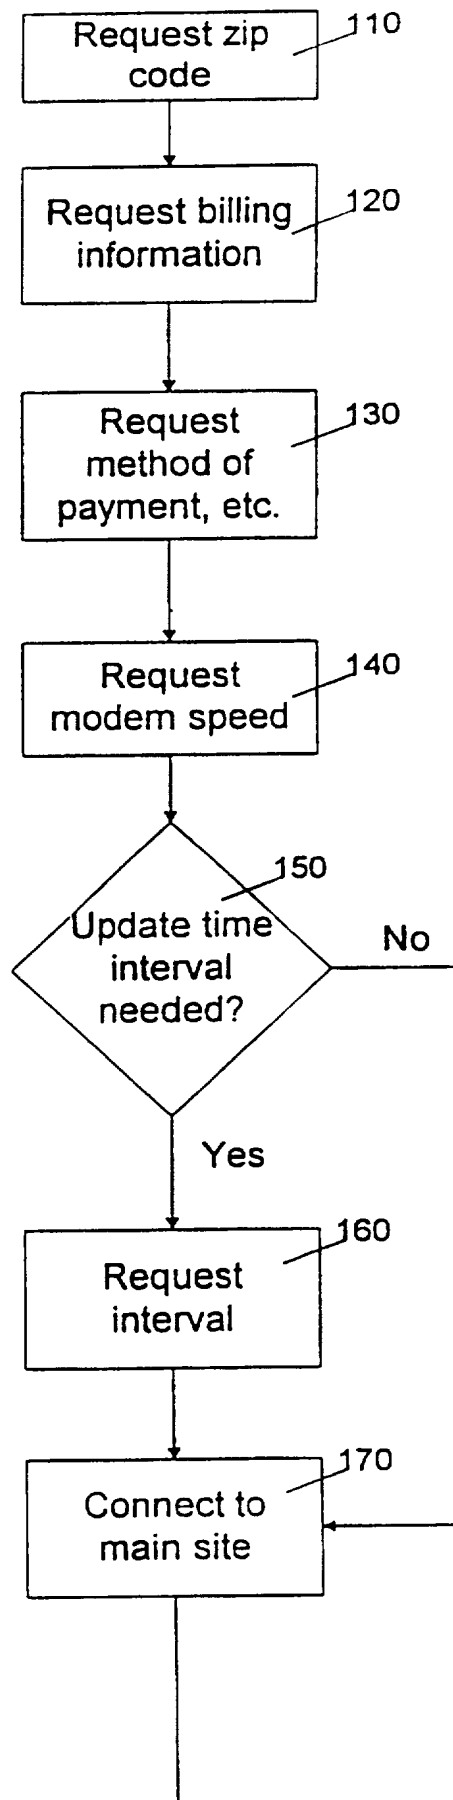 Request zip
code
110
Request billing
information
120
Request
method of
payment, etc.
130
Request
modem speed
140
Update time
interval
needed?
150
No
Yes
Request
interval
160
Connect to
main site
170